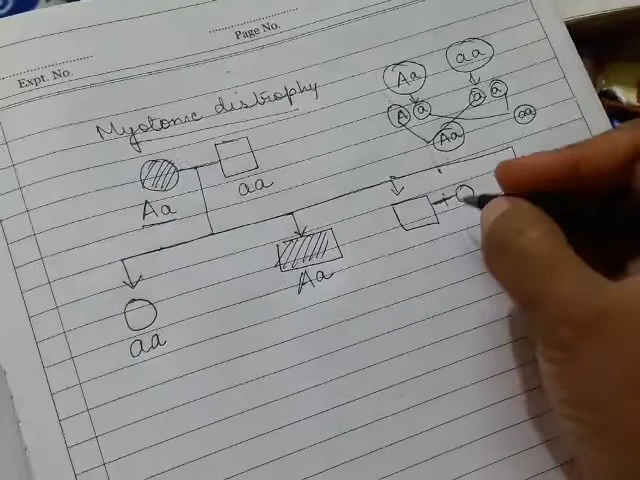 Page No.
Expt. No.
Myotonic distrophy
Aa aa
A a a a
Aa aa
Aa aa
Aa
aa